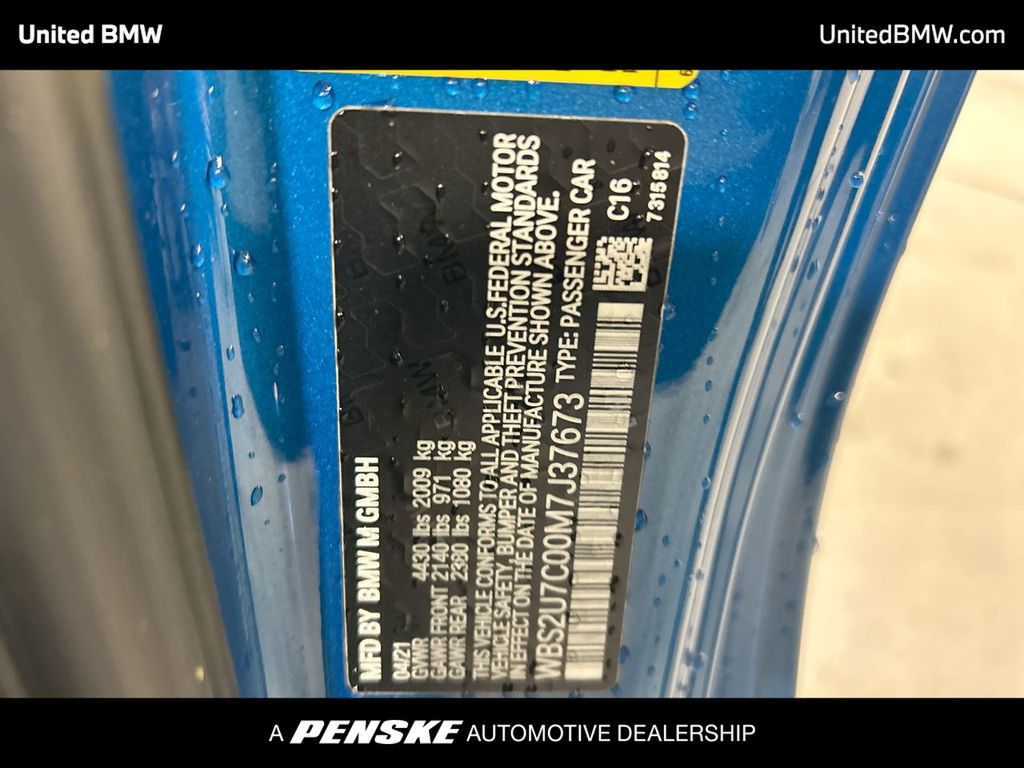 United BMW
UnitedBMW.com
MFD BY BMW M GMBH
04/21
GVWR 4430 lbs 2009 kg
GAWR FRONT 2140 lbs 971 kg
GAWR REAR 2380 lbs 1080 kg
THIS VEHICLE CONFORMS TO ALL APPLICABLE U.S. FEDERAL MOTOR
VEHICLE SAFETY, BUMPER AND THEFT PREVENTION STANDARDS
IN EFFECT ON THE DATE OF MANUFACTURE SHOWN ABOVE.
WBS2U7C00M7J37673 TYPE: PASSENGER CAR
C16
7315814
A PENSKE AUTOMOTIVE DEALERSHIP